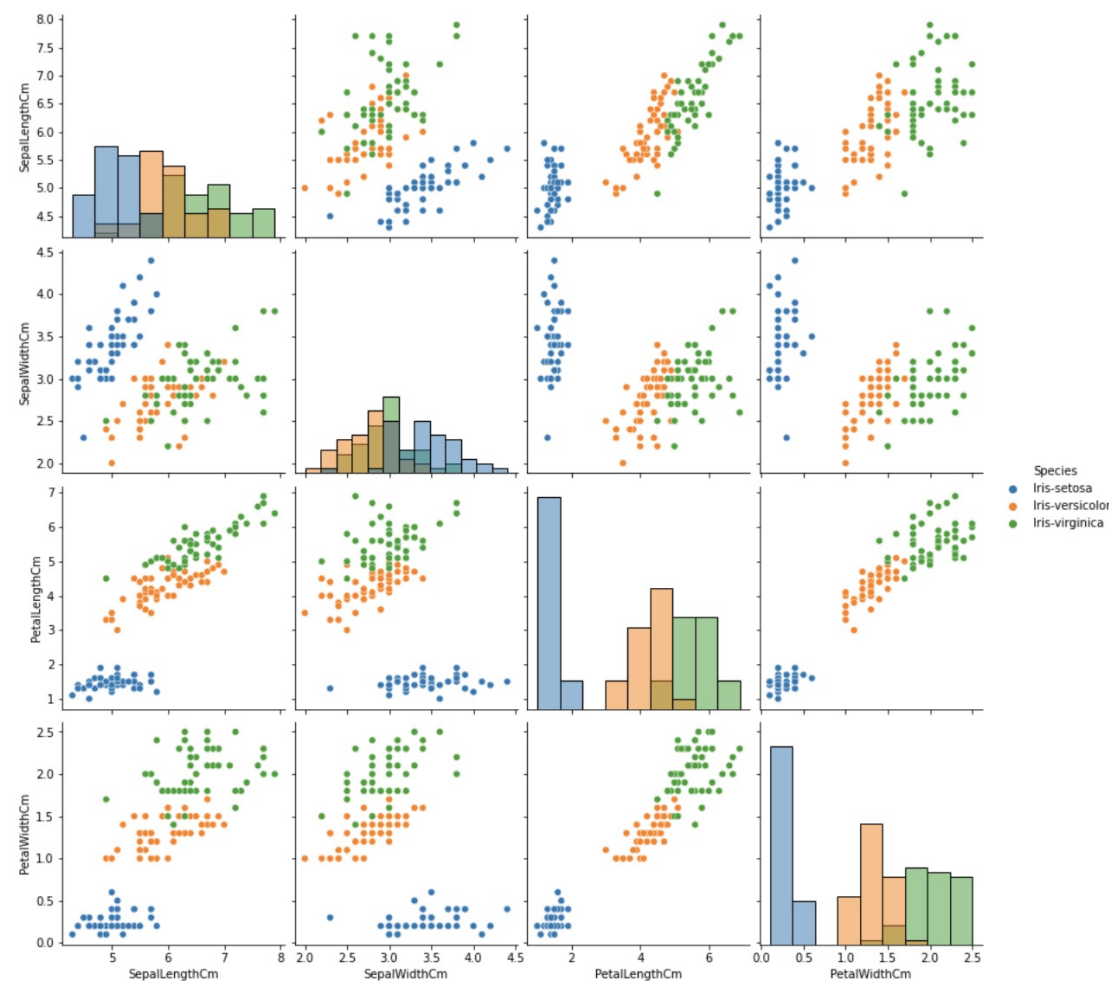 8.0
7.5
7.0
6.5
6.0
5.5
5.0
4.5
SepalLengthCm
5 6 7 8
4.5
4.0
3.5
3.0
2.5
2.0
SepalWidthCm
Species
Iris-setosa
Iris-versicolor
Iris-virginica
7
6
5
4
3
2
1
PetalLengthCm
2.5
2.0
1.5
1.0
0.5
0.0
PetalWidthCm
5 6 7 8
2.0 2.5 3.0 3.5 4.0 4.5
2 4 6
0.0 0.5 1.0 1.5 2.0 2.5
SepalLengthCm
SepalWidthCm
PetalLengthCm
PetalWidthCm